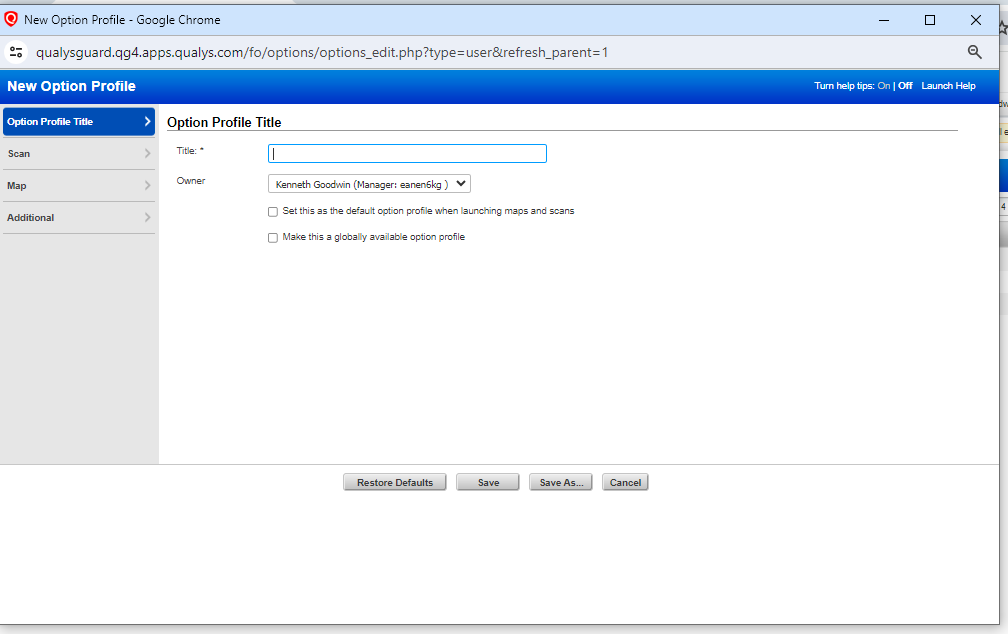 New Option Profile - Google Chrome
qualysguard.qg4.apps.qualys.com/fo/options/options_edit.php?type=user&refresh_parent=1
New Option Profile
Turn help tips: On | Off Launch Help
Option Profile Title
Scan
Map
Additional
Option Profile Title
Title: *
Owner
Kenneth Goodwin (Manager: eanen6kg )
Set this as the default option profile when launching maps and scans
Make this a globally available option profile
Restore Defaults
Save
Save As...
Cancel